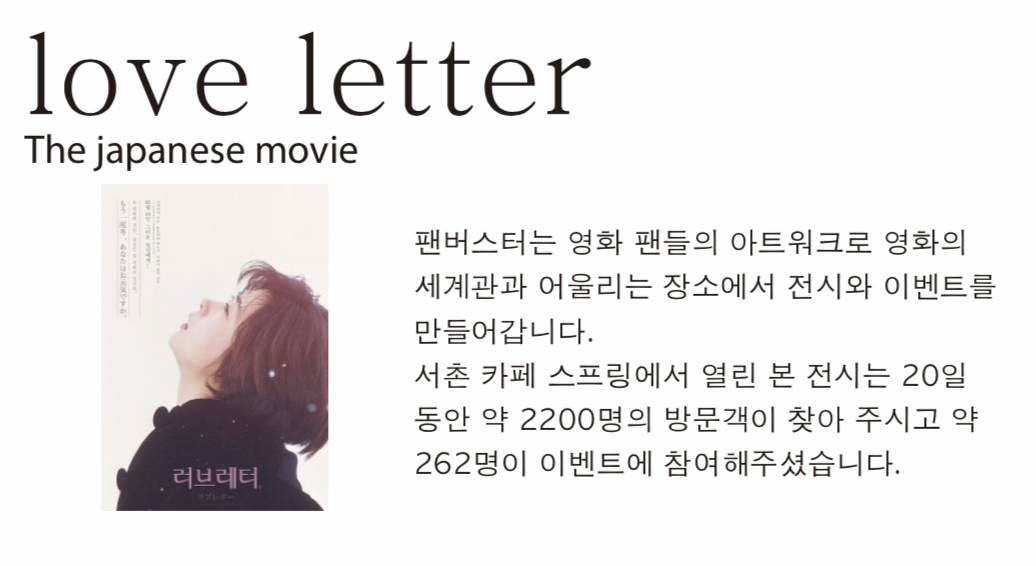 love letter
The japanese movie
もう一度等、あなたはお元気ですか。
러브레터
ラブレター
팬버스터는 영화 팬들의 아트워크로 영화의
세계관과 어울리는 장소에서 전시와 이벤트를
만들어갑니다.
서촌 카페 스프링에서 열린 본 전시는 20일
동안 약 2200명의 방문객이 찾아 주시고 약
262명이 이벤트에 참여해주셨습니다.